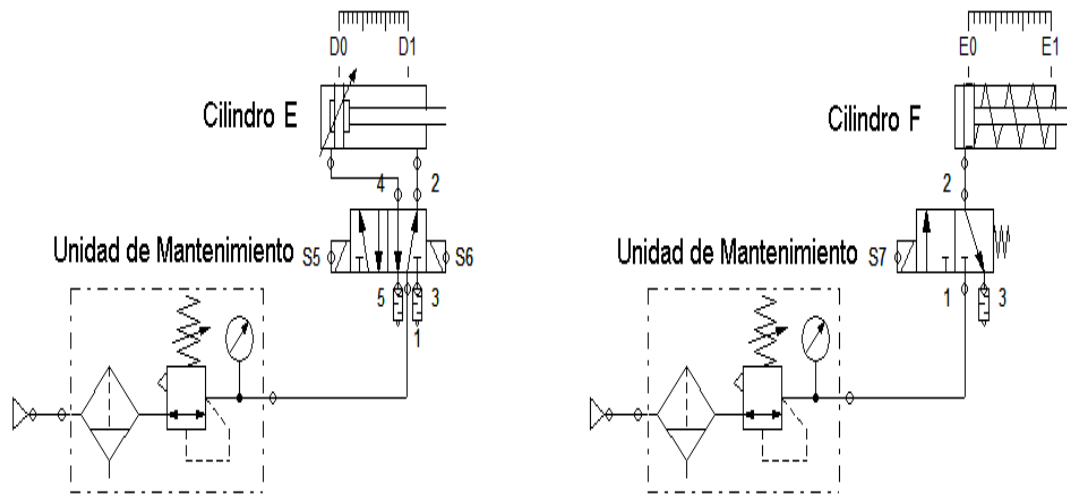 D0 D1
Cilindro E
4 2
Unidad de Mantenimiento S5 S6
5 3
1
E0 E1
Cilindro F
2
Unidad de Mantenimiento S7
1 3